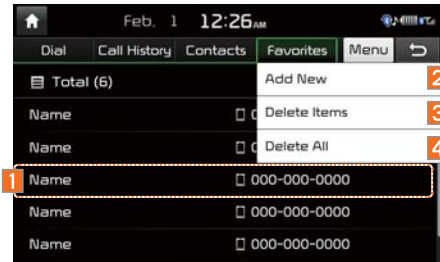 Feb. 1 12:26AM
Dial Call History Contacts Favorites Menu
Total (6)
Add New 2
Name
Delete Items 3
Name
Delete All 4
1 Name 000-000-0000
Name 000-000-0000
Name 000-000-0000